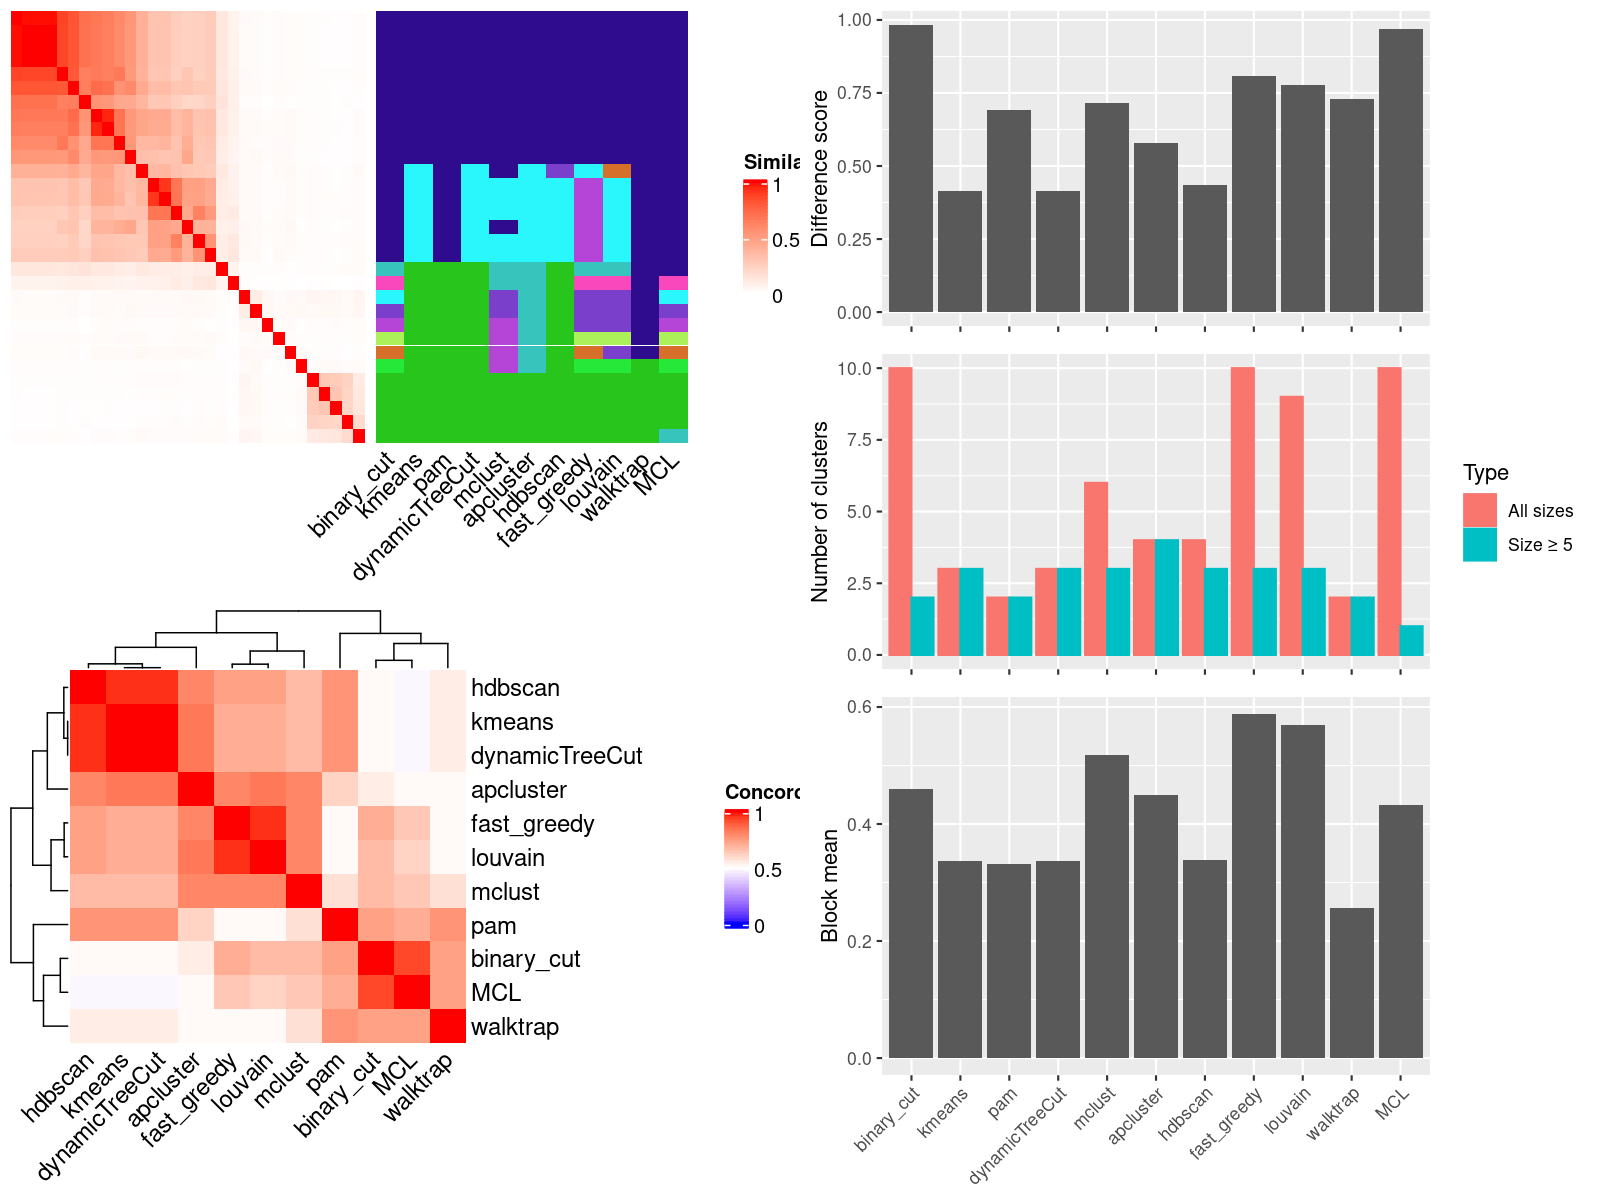 Simila
1
0.5
0
binary_cut
kmeans
pam
dynamicTreeCut
mclust
apcluster
hdbscan
fast_greedy
louvain
walktrap
MCL
hdbscan
kmeans
dynamicTreeCut
apcluster
fast_greedy
louvain
mclust
pam
binary_cut
MCL
walktrap
Concord
1
0.5
0
hdbscan
kmeans
dynamicTreeCut
apcluster
fast_greedy
louvain
mclust
pam
binary_cut
MCL
walktrap
Difference score
1.00
0.75
0.50
0.25
0.00
Number of clusters
10.0
7.5
5.0
2.5
0.0
Type
All sizes
Size ≥ 5
Block mean
0.6
0.4
0.2
0.0
binary_cut
kmeans
pam
dynamicTreeCut
mclust
apcluster
hdbscan
fast_greedy
louvain
walktrap
MCL